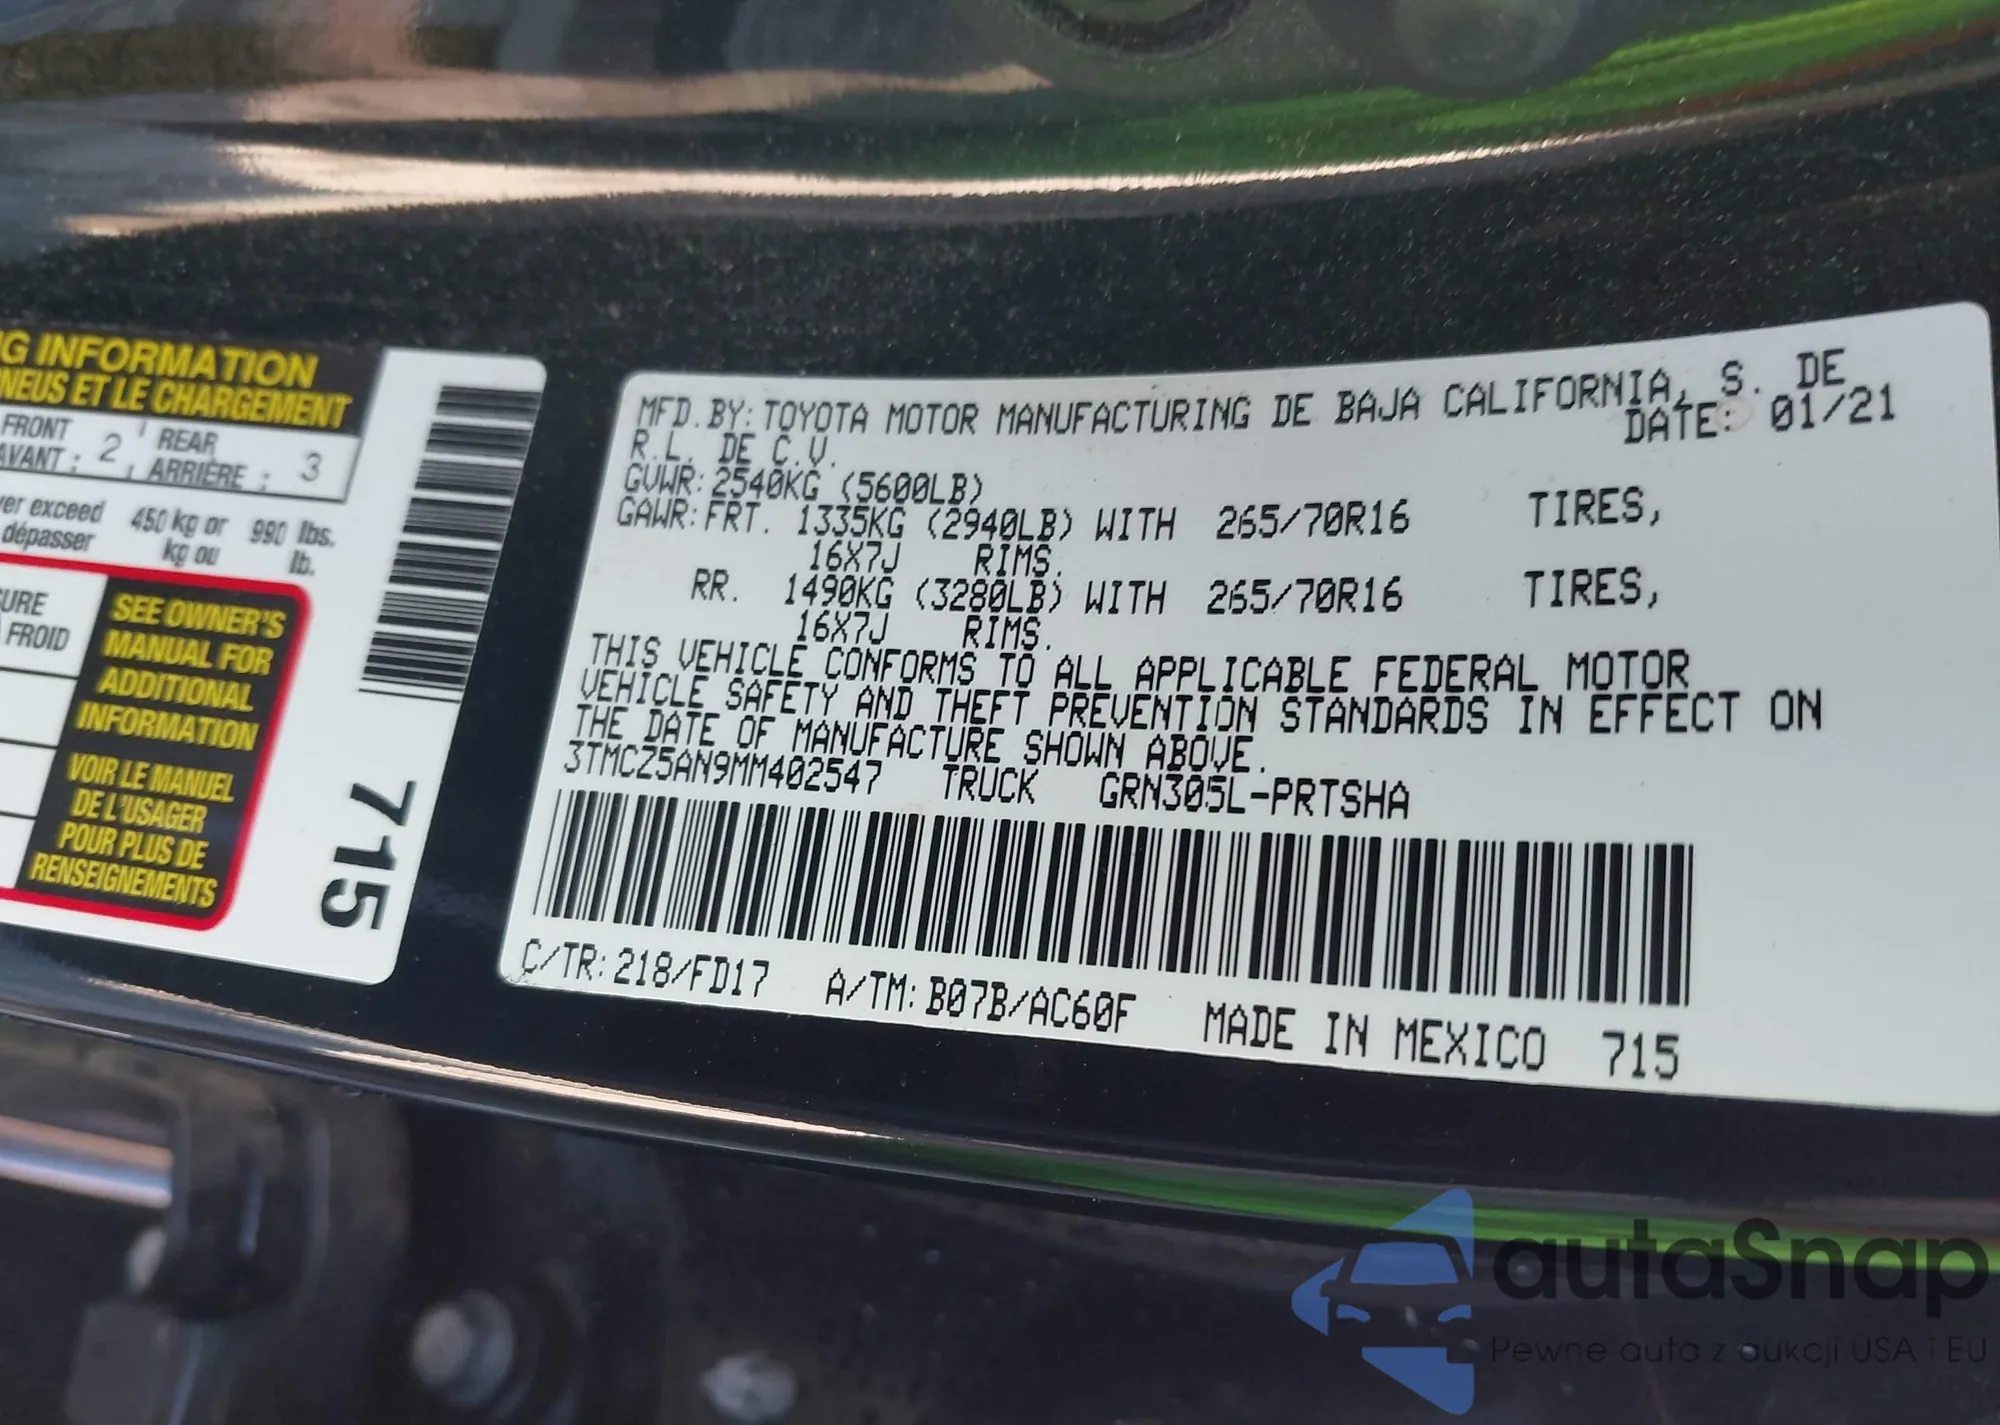 G INFORMATION
NEUS ET LE CHARGEMENT
FRONT
AVANT : 2
REAR
ARRIÈRE : 3
ver exceed
dépasser
450 kg or 990 lbs.
kg ou lb.
URE
FROID
SEE OWNER'S
MANUAL FOR
ADDITIONAL
INFORMATION
VOIR LE MANUEL
DE L'USAGER
POUR PLUS DE
RENSEIGNEMENTS
715
MFD.BY:TOYOTA MOTOR MANUFACTURING DE BAJA CALIFORNIA, S. DE
R.L. DE C.V. DATE: 01/21
GVWR:2540KG (5600LB)
GAWR:FRT. 1335KG (2940LB) WITH 265/70R16 TIRES,
16X7J RIMS.
RR. 1490KG (3280LB) WITH 265/70R16 TIRES,
16X7J RIMS.
THIS VEHICLE CONFORMS TO ALL APPLICABLE FEDERAL MOTOR
VEHICLE SAFETY AND THEFT PREVENTION STANDARDS IN EFFECT ON
THE DATE OF MANUFACTURE SHOWN ABOVE.
3TMCZ5AN9MM402547 TRUCK GRN305L-PRTSHA
C/TR:218/FD17 A/TM:B07B/AC60F MADE IN MEXICO 715
autaSnap
Pewne auta z aukcji USA i EU